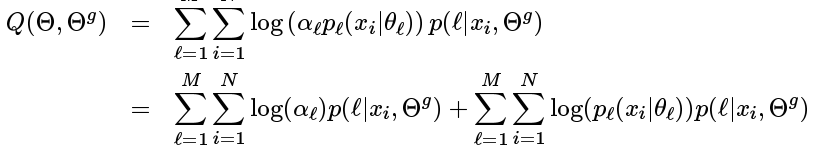 Q(Θ, Θ^g) = ∑_{ℓ=1}^{M} ∑_{i=1}^{N} log (α_ℓ p_ℓ(x_i|θ_ℓ)) p(ℓ|x_i, Θ^g)
= ∑_{ℓ=1}^{M} ∑_{i=1}^{N} log(α_ℓ)p(ℓ|x_i, Θ^g) + ∑_{ℓ=1}^{M} ∑_{i=1}^{N} log(p_ℓ(x_i|θ_ℓ))p(ℓ|x_i, Θ^g)